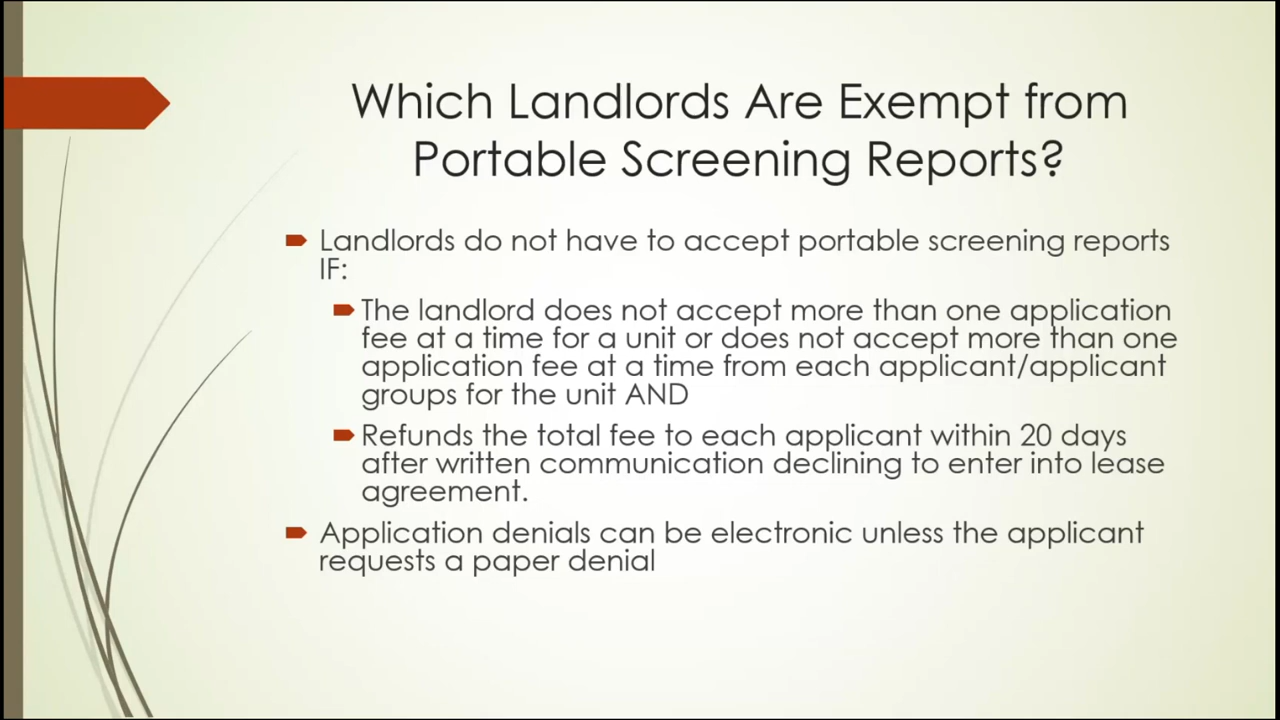 Which Landlords Are Exempt from
Portable Screening Reports?
Landlords do not have to accept portable screening reports
IF:
The landlord does not accept more than one application
fee at a time for a unit or does not accept more than one
application fee at a time from each applicant/applicant
groups for the unit AND
Refunds the total fee to each applicant within 20 days
after written communication declining to enter into lease
agreement.
Application denials can be electronic unless the applicant
requests a paper denial